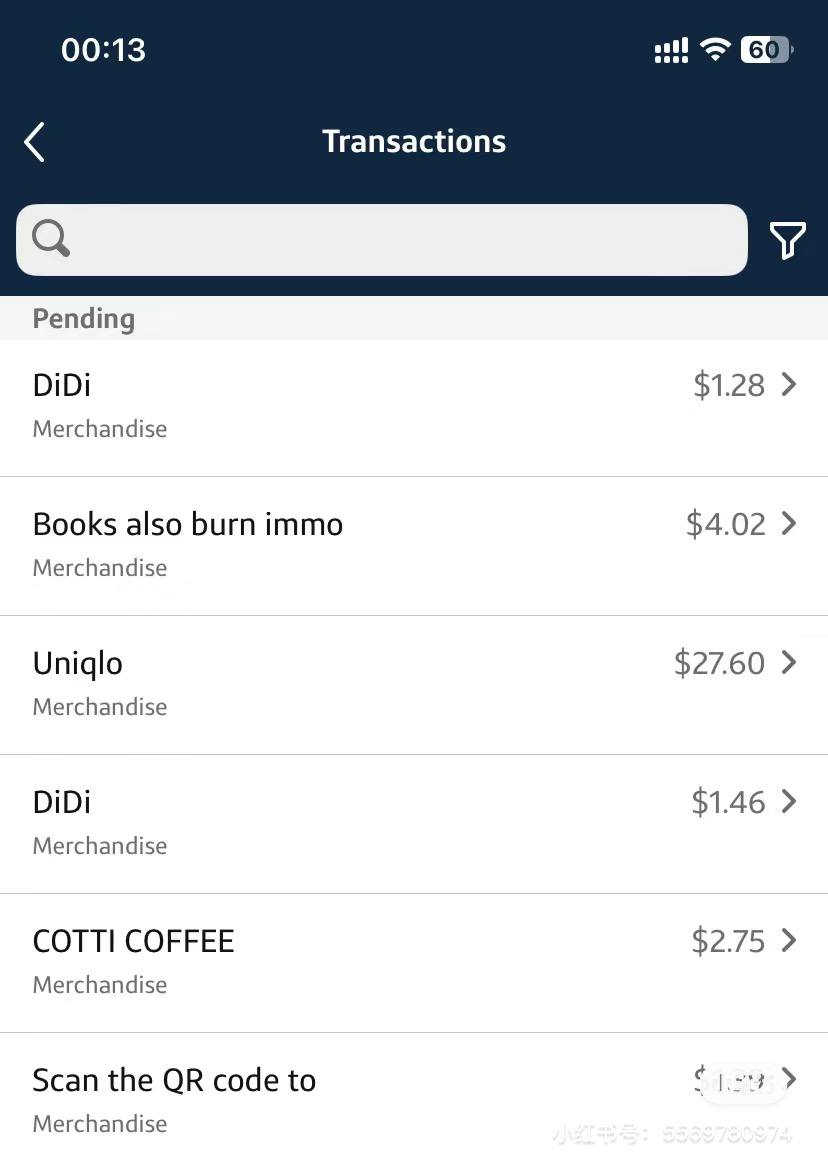 00:13
60
Transactions
Pending
DiDi
$1.28
Merchandise
Books also burn immo
$4.02
Merchandise
Uniqlo
$27.60
Merchandise
DiDi
$1.46
Merchandise
COTTI COFFEE
$2.75
Merchandise
Scan the QR code to
Merchandise
小红书号：5569780974